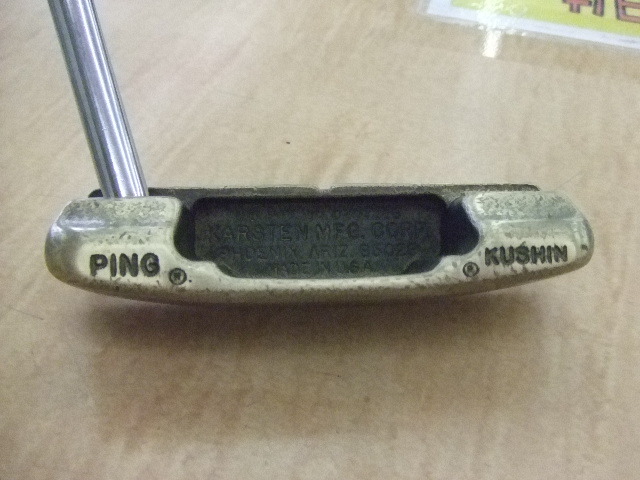 KARSTEN MFG. CORP.
PHOENIX, ARIZ. 85029
MADE IN U.S.A.
PING ®
® KUSHIN